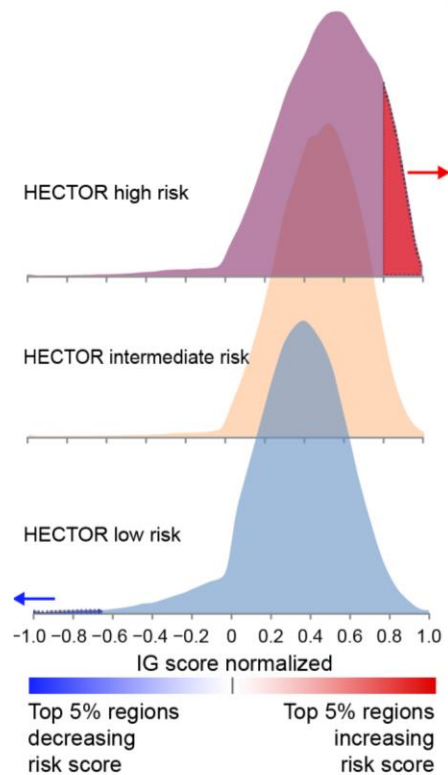 HECTOR high risk
HECTOR intermediate risk
HECTOR low risk
−1.0 −0.8 −0.6 −0.4 −0.2 0 0.2 0.4 0.6 0.8 1.0
IG score normalized
Top 5% regions
decreasing
risk score
Top 5% regions
increasing
risk score